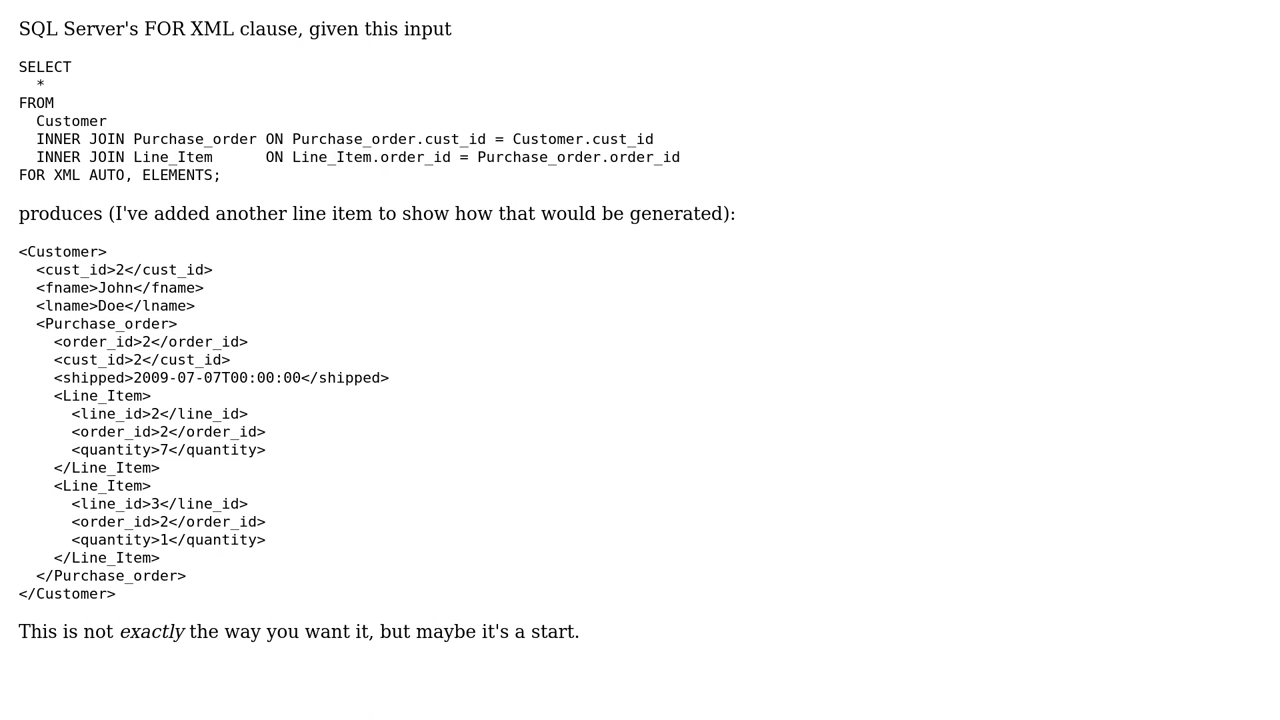 SQL Server's FOR XML clause, given this input
SELECT
  *
FROM
  Customer
  INNER JOIN Purchase_order ON Purchase_order.cust_id = Customer.cust_id
  INNER JOIN Line_Item      ON Line_Item.order_id = Purchase_order.order_id
FOR XML AUTO, ELEMENTS;
produces (I've added another line item to show how that would be generated):
<Customer>
  <cust_id>2</cust_id>
  <fname>John</fname>
  <lname>Doe</lname>
  <Purchase_order>
    <order_id>2</order_id>
    <cust_id>2</cust_id>
    <shipped>2009-07-07T00:00:00</shipped>
    <Line_Item>
      <line_id>2</line_id>
      <order_id>2</order_id>
      <quantity>7</quantity>
    </Line_Item>
    <Line_Item>
      <line_id>3</line_id>
      <order_id>2</order_id>
      <quantity>1</quantity>
    </Line_Item>
  </Purchase_order>
</Customer>
This is not exactly the way you want it, but maybe it's a start.